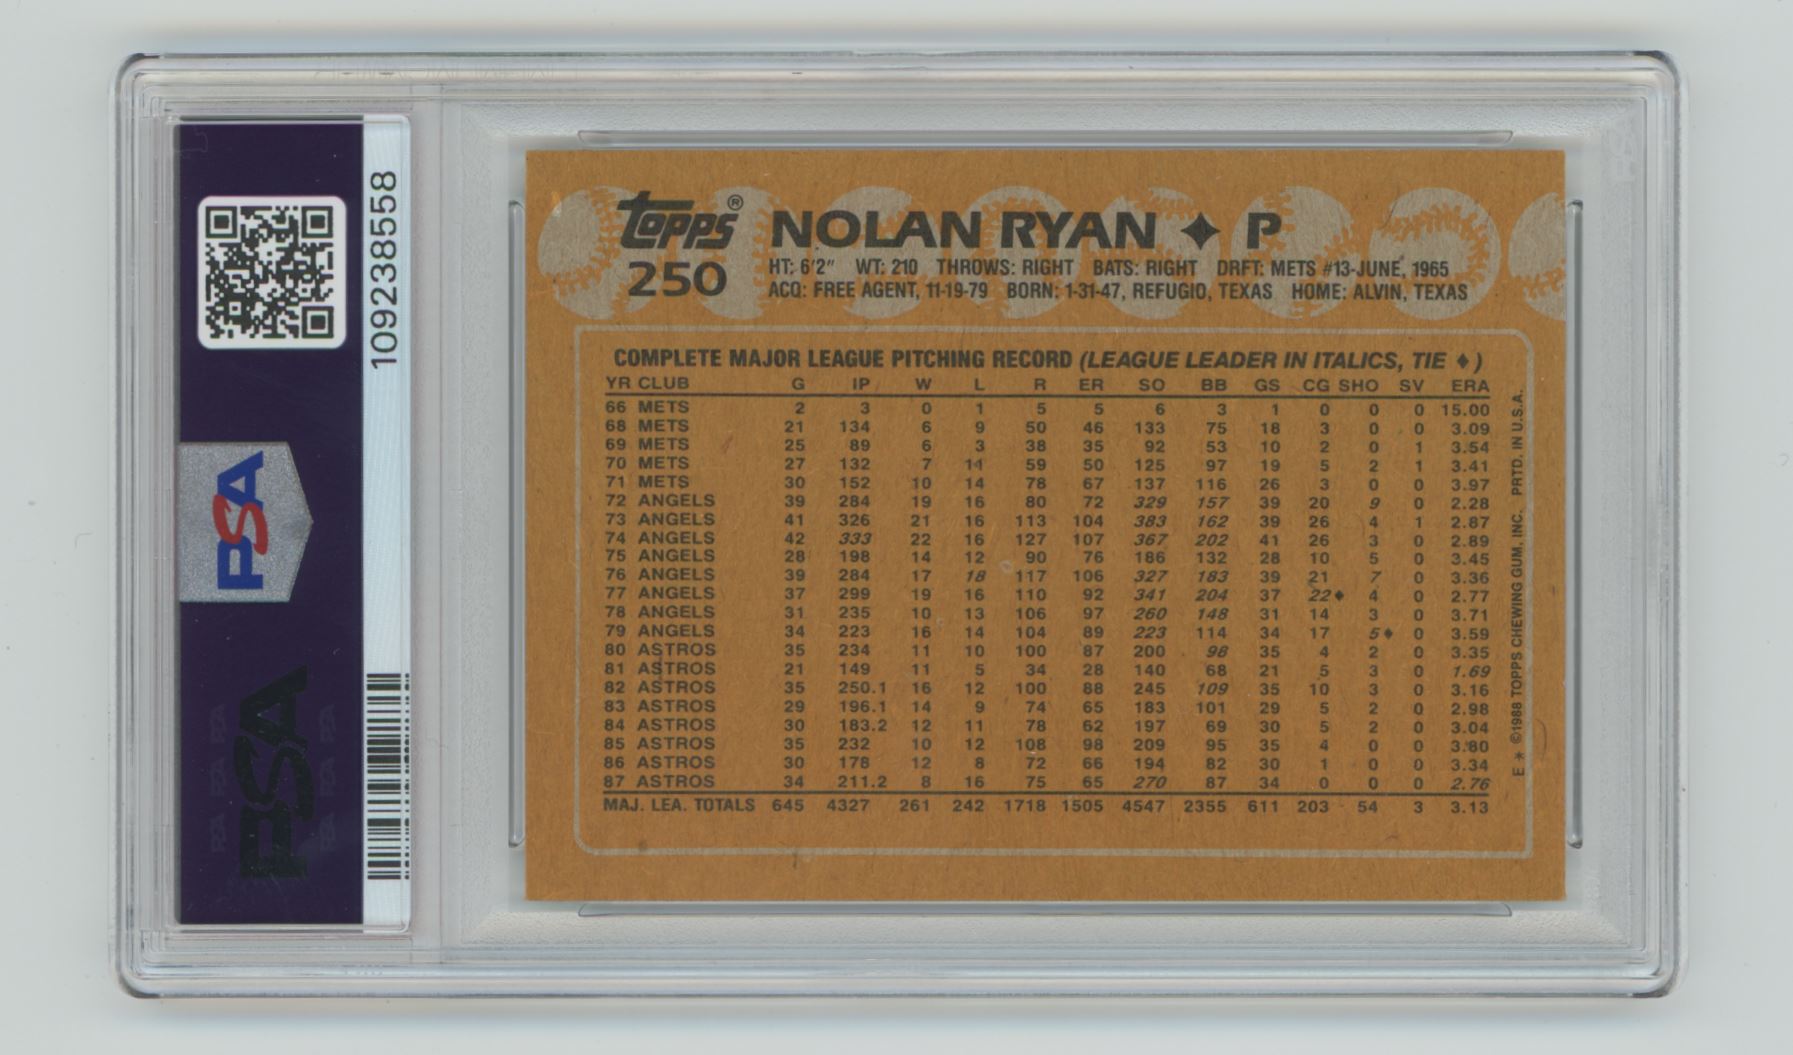 109238558
PSA
PSA
topps® NOLAN RYAN ✦ P
250 HT: 6'2" WT: 210 THROWS: RIGHT BATS: RIGHT DRFT: METS #13-JUNE, 1965
ACQ: FREE AGENT, 11-19-79 BORN: 1-31-47, REFUGIO, TEXAS HOME: ALVIN, TEXAS
COMPLETE MAJOR LEAGUE PITCHING RECORD (LEAGUE LEADER IN ITALICS, TIE ♦)
YR CLUB G IP W L R ER SO BB GS CG SHO SV ERA
66 METS 2 3 0 1 5 5 6 3 1 0 0 0 15.00
68 METS 21 134 6 9 50 46 133 75 18 3 0 0 3.09
69 METS 25 89 6 3 38 35 92 53 10 2 0 1 3.54
70 METS 27 132 7 11 59 50 125 97 19 5 2 1 3.41
71 METS 30 152 10 14 78 67 137 116 26 3 0 0 3.97
72 ANGELS 39 284 19 16 80 72 329 157 39 20 9 0 2.28
73 ANGELS 41 326 21 16 113 104 383 162 39 26 4 1 2.87
74 ANGELS 42 333 22 16 127 107 367 202 41 26 3 0 2.89
75 ANGELS 28 198 14 12 90 76 186 132 28 10 5 0 3.45
76 ANGELS 39 284 17 18 117 106 327 183 39 21 7 0 3.36
77 ANGELS 37 299 19 16 110 92 341 204 37 22♦ 4 0 2.77
78 ANGELS 31 235 10 13 106 97 260 148 31 14 3 0 3.71
79 ANGELS 34 223 16 14 104 89 223 114 34 17 5♦ 0 3.59
80 ASTROS 35 234 11 10 100 87 200 98 35 4 2 0 3.35
81 ASTROS 21 149 11 5 34 28 140 68 21 5 3 0 1.69
82 ASTROS 35 250.1 16 12 100 88 245 109 35 10 3 0 3.16
83 ASTROS 29 196.1 14 9 74 65 183 101 29 5 2 0 2.98
84 ASTROS 30 183.2 12 11 78 62 197 69 30 5 2 0 3.04
85 ASTROS 35 232 10 12 108 98 209 95 35 4 0 0 3.80
86 ASTROS 30 178 12 8 72 66 194 82 30 1 0 0 3.34
87 ASTROS 34 211.2 8 16 75 65 270 87 34 0 0 0 2.76
MAJ. LEA. TOTALS 645 4327 261 242 1718 1505 4547 2355 611 203 54 3 3.13
E * ©1988 TOPPS CHEWING GUM, INC. PRTD. IN U.S.A.